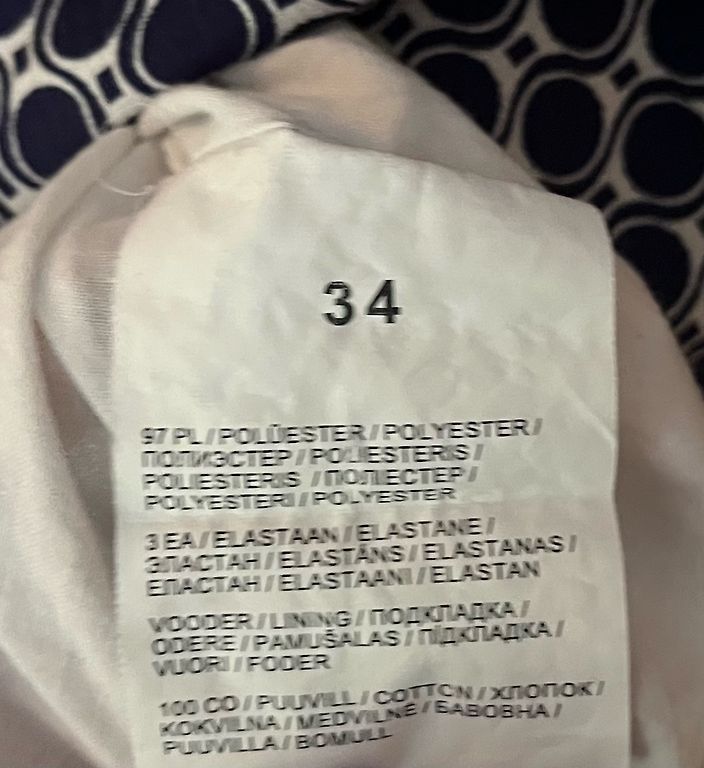 34
97 PL / POLÜESTER / POLYESTER /
ПОЛИЭСТЕР / POLIESTERIS /
POLIESTERIS / ПОЛІЕСТЕР /
POLYESTERI / POLYESTER
3 EA / ELASTAAN / ELASTANE /
ЭЛАСТАН / ELASTĀNS / ELASTANAS /
ЕЛАСТАН / ELASTAANI / ELASTAN
VOODER / LINING / ПОДКЛАДКА /
ODERE / PAMUŠALAS / ПІДКЛАДКА /
VUORI / FODER
100 CO / PUUVILL / COTTON / ХЛОПОК /
KOKVILNA / MEDVILNĖ / БАВОВНА /
PUUVILLA / BOMULL